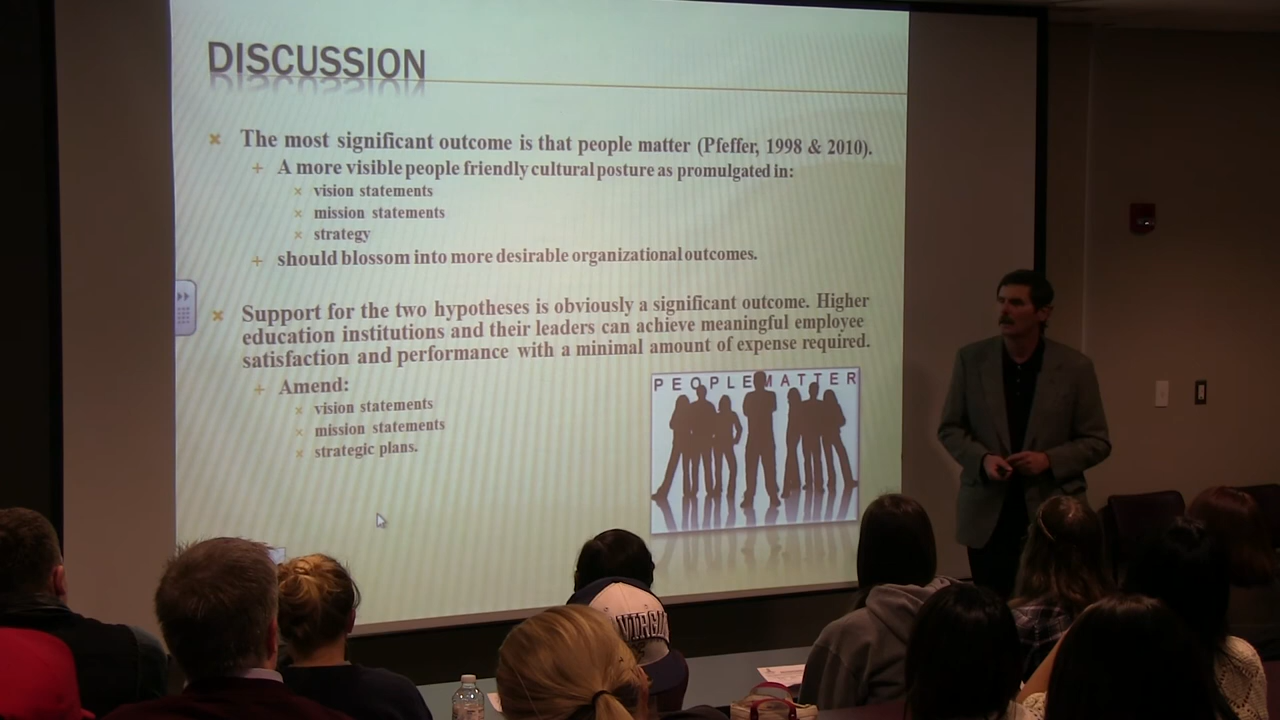 DISCUSSION
The most significant outcome is that people matter (Pfeffer, 1998 & 2010).
A more visible people friendly cultural posture as promulgated in:
vision statements
mission statements
strategy
should blossom into more desirable organizational outcomes.
Support for the two hypotheses is obviously a significant outcome. Higher
education institutions and their leaders can achieve meaningful employee
satisfaction and performance with a minimal amount of expense required.
Amend:
vision statements
mission statements
strategic plans.
PEOPLE MATTER